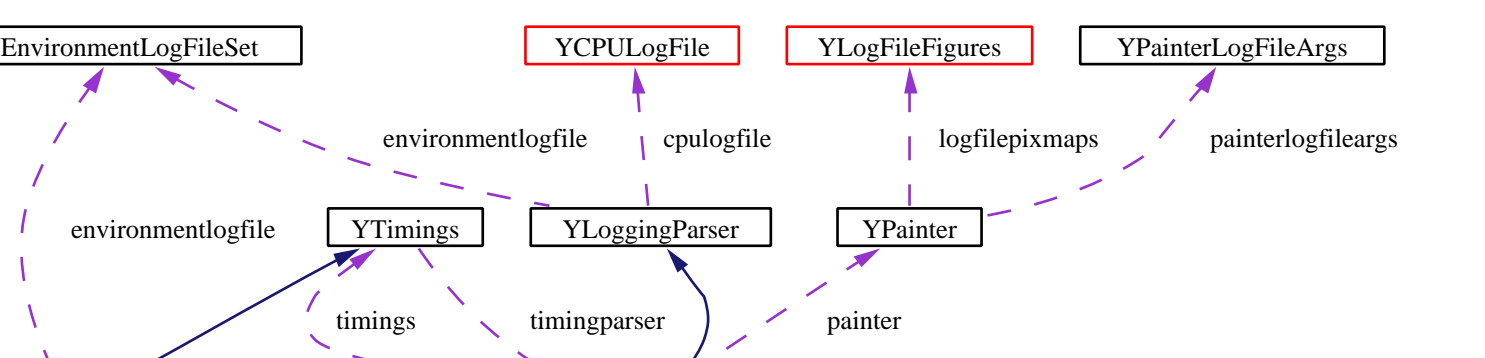 EnvironmentLogFileSet
YCPULogFile
YLogFileFigures
YPainterLogFileArgs
environmentlogfile
cpulogfile
logfilepixmaps
painterlogfileargs
environmentlogfile
YTimings
YLoggingParser
YPainter
timings
timingparser
painter